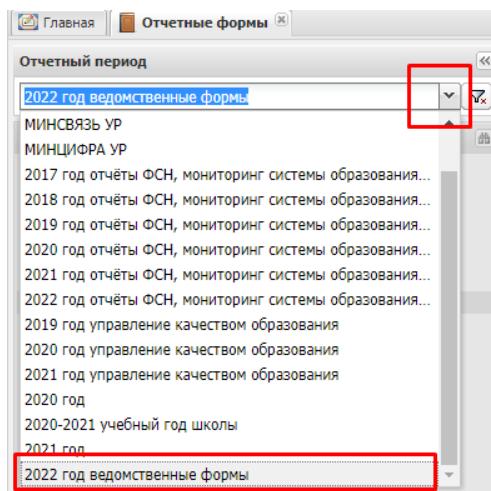 Главная Отчетные формы
Отчетный период
2022 год ведомственные формы
МИНСВЯЗЬ УР
МИНЦИФРА УР
2017 год отчёты ФСН, мониторинг системы образования...
2018 год отчёты ФСН, мониторинг системы образования...
2019 год отчёты ФСН, мониторинг системы образования...
2020 год отчёты ФСН, мониторинг системы образования...
2021 год отчёты ФСН, мониторинг системы образования...
2022 год отчёты ФСН, мониторинг системы образования...
2019 год управление качеством образования
2020 год управление качеством образования
2021 год управление качеством образования
2020 год
2020-2021 учебный год школы
2021 год
2022 год ведомственные формы